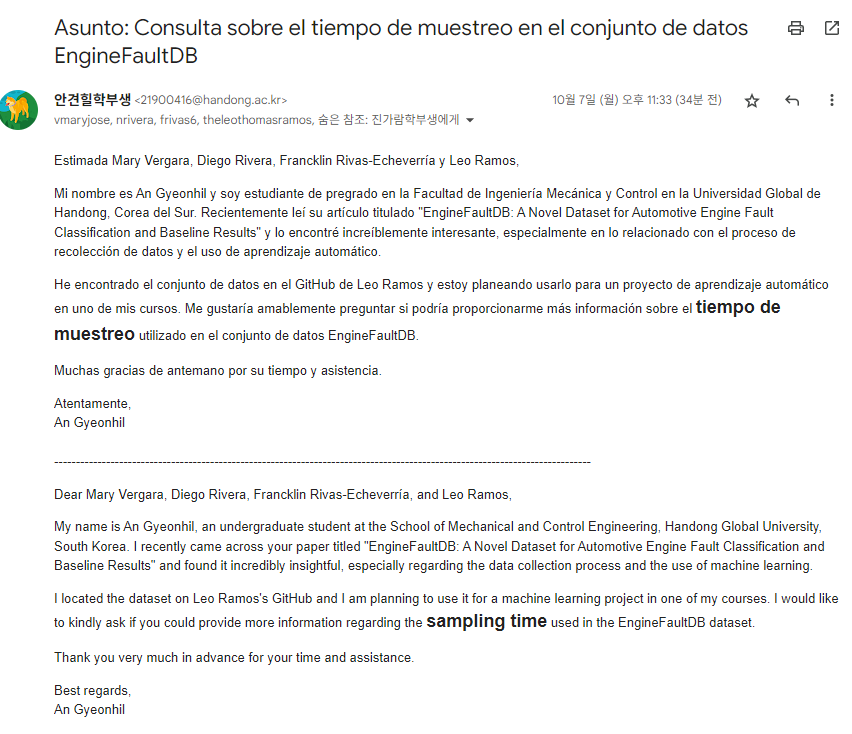 Asunto: Consulta sobre el tiempo de muestreo en el conjunto de datos
EngineFaultDB
안견힐학부생 <21900416@handong.ac.kr>
10월 7일 (월) 오후 11:33 (34분 전)
vmaryjose, nrivera, frivas6, theleothomasramos, 숨은 참조: 진가람학부생에게
Estimada Mary Vergara, Diego Rivera, Francklin Rivas-Echeverría y Leo Ramos,
Mi nombre es An Gyeonhil y soy estudiante de pregrado en la Facultad de Ingeniería Mecánica y Control en la Universidad Global de
Handong, Corea del Sur. Recientemente leí su artículo titulado "EngineFaultDB: A Novel Dataset for Automotive Engine Fault
Classification and Baseline Results" y lo encontré increíblemente interesante, especialmente en lo relacionado con el proceso de
recolección de datos y el uso de aprendizaje automático.
He encontrado el conjunto de datos en el GitHub de Leo Ramos y estoy planeando usarlo para un proyecto de aprendizaje automático
en uno de mis cursos. Me gustaría amablemente preguntar si podría proporcionarme más información sobre el tiempo de
muestreo utilizado en el conjunto de datos EngineFaultDB.
Muchas gracias de antemano por su tiempo y asistencia.
Atentamente,
An Gyeonhil
--------------------------------------------------------------------------------------------------------------------------
Dear Mary Vergara, Diego Rivera, Francklin Rivas-Echeverría, and Leo Ramos,
My name is An Gyeonhil, an undergraduate student at the School of Mechanical and Control Engineering, Handong Global University,
South Korea. I recently came across your paper titled "EngineFaultDB: A Novel Dataset for Automotive Engine Fault Classification and
Baseline Results" and found it incredibly insightful, especially regarding the data collection process and the use of machine learning.
I located the dataset on Leo Ramos's GitHub and I am planning to use it for a machine learning project in one of my courses. I would like
to kindly ask if you could provide more information regarding the sampling time used in the EngineFaultDB dataset.
Thank you very much in advance for your time and assistance.
Best regards,
An Gyeonhil